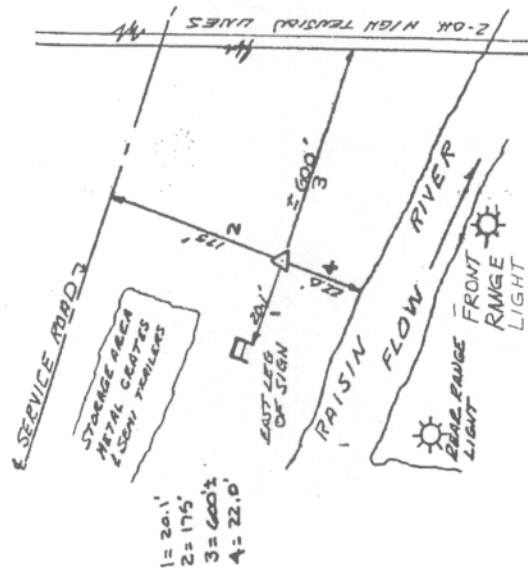 2-OH HIGH TENSION LINES
℄ SERVICE ROAD
STORAGE AREA
METAL CRATES
& SEMI TRAILERS
175'
2
≈600'
3
20.1'
1
22.0'
4
EAST LEG
OF SIGN
RAISIN RIVER
FLOW
FRONT
RANGE
LIGHT
REAR RANGE
LIGHT
1 = 20.1'
2 = 175'
3 = 600'±
4 = 22.0'